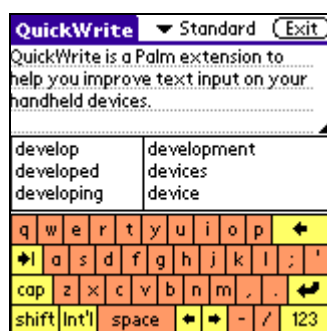 QuickWrite ▼ Standard Exit
QuickWrite is a Palm extension to
help you improve text input on your
handheld devices.
develop development
developed devices
developing device
q w e r t y u i o p
a s d f g h j k l ; '
cap z x c v b n m , .
shift Int'l space - / 123